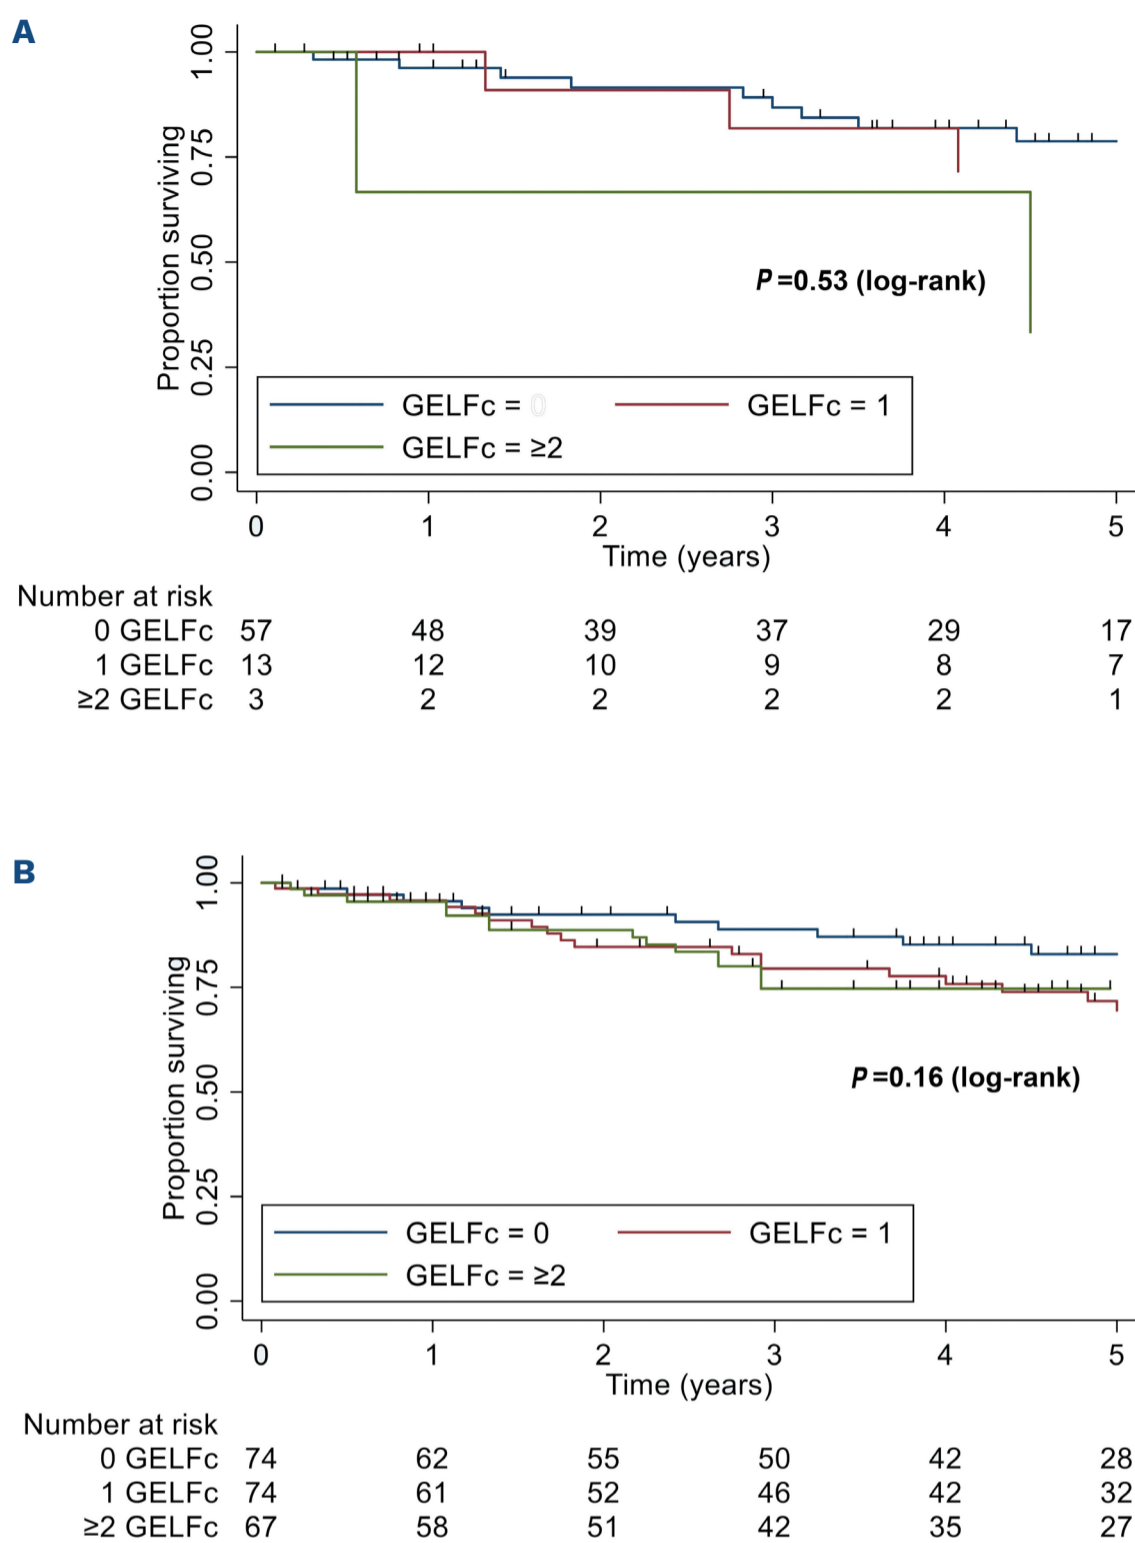 A
Proportion surviving
1.00
0.75
0.50
0.25
0.00
P=0.53 (log-rank)
GELFc = 0
GELFc = 1
GELFc = ≥2
0 1 2 3 4 5
Time (years)
Number at risk
0 GELFc 57 48 39 37 29 17
1 GELFc 13 12 10 9 8 7
≥2 GELFc 3 2 2 2 2 1
B
Proportion surviving
1.00
0.75
0.50
0.25
0.00
P=0.16 (log-rank)
GELFc = 0
GELFc = 1
GELFc = ≥2
0 1 2 3 4 5
Time (years)
Number at risk
0 GELFc 74 62 55 50 42 28
1 GELFc 74 61 52 46 42 32
≥2 GELFc 67 58 51 42 35 27